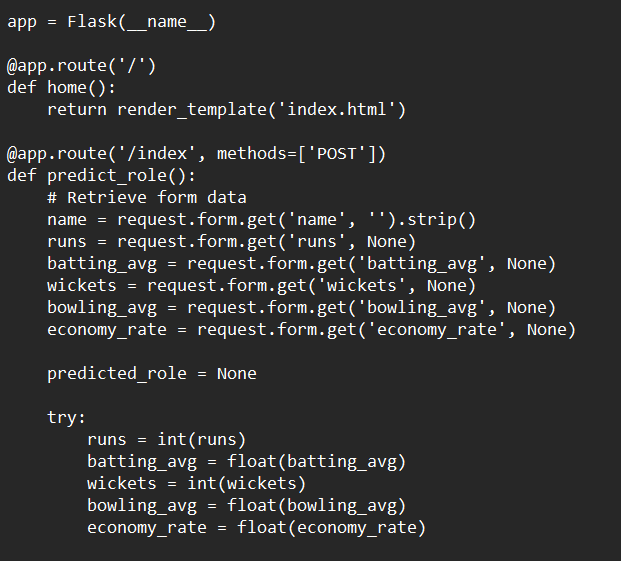 app = Flask(__name__)

@app.route('/')
def home():
    return render_template('index.html')

@app.route('/index', methods=['POST'])
def predict_role():
    # Retrieve form data
    name = request.form.get('name', '').strip()
    runs = request.form.get('runs', None)
    batting_avg = request.form.get('batting_avg', None)
    wickets = request.form.get('wickets', None)
    bowling_avg = request.form.get('bowling_avg', None)
    economy_rate = request.form.get('economy_rate', None)

    predicted_role = None

    try:
        runs = int(runs)
        batting_avg = float(batting_avg)
        wickets = int(wickets)
        bowling_avg = float(bowling_avg)
        economy_rate = float(economy_rate)